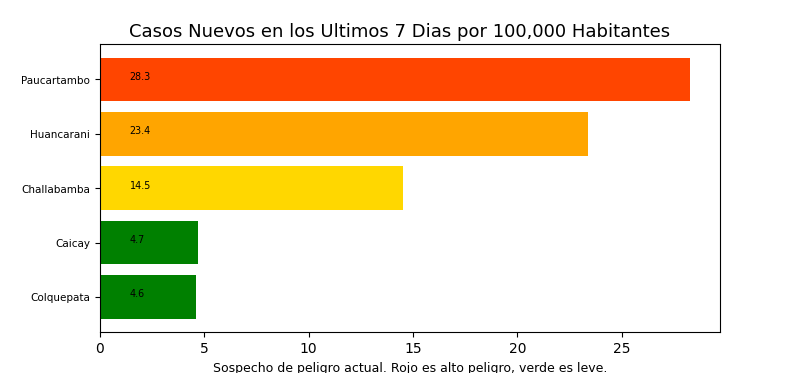 Casos Nuevos en los Ultimos 7 Dias por 100,000 Habitantes
Paucartambo 28.3
Huancarani 23.4
Challabamba 14.5
Caicay 4.7
Colquepata 4.6
0 5 10 15 20 25
Sospecho de peligro actual. Rojo es alto peligro, verde es leve.